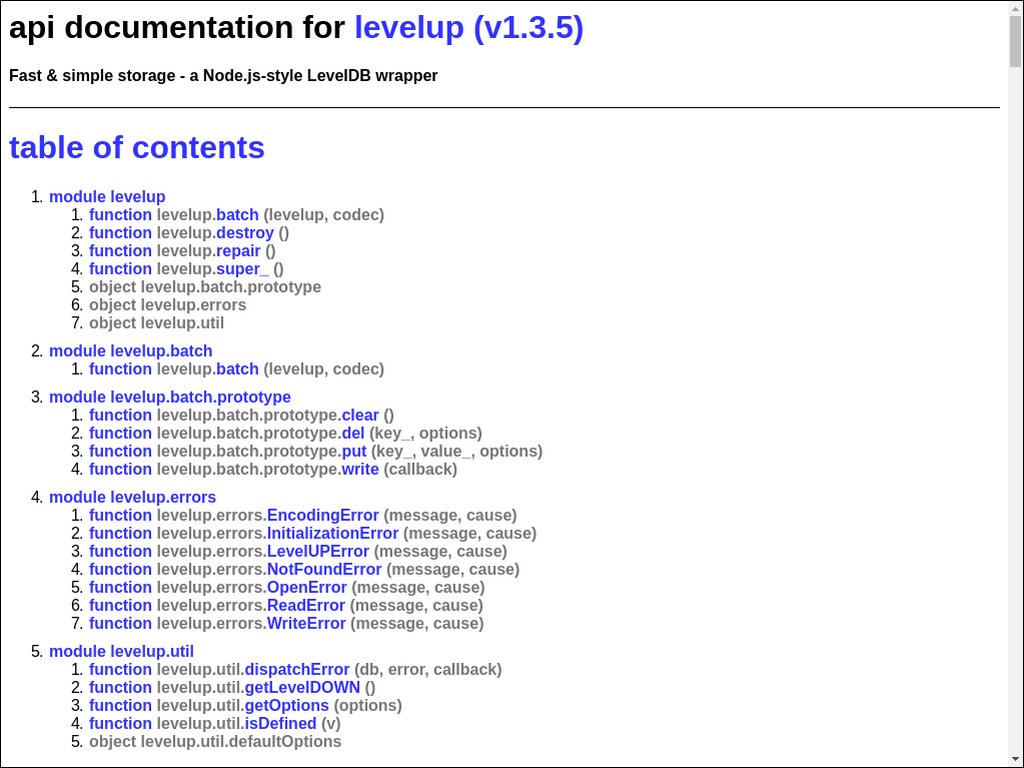 api documentation for levelup (v1.3.5)
Fast & simple storage - a Node.js-style LevelDB wrapper
table of contents
1. module levelup
1. function levelup.batch (levelup, codec)
2. function levelup.destroy ()
3. function levelup.repair ()
4. function levelup.super_ ()
5. object levelup.batch.prototype
6. object levelup.errors
7. object levelup.util
2. module levelup.batch
1. function levelup.batch (levelup, codec)
3. module levelup.batch.prototype
1. function levelup.batch.prototype.clear ()
2. function levelup.batch.prototype.del (key_, options)
3. function levelup.batch.prototype.put (key_, value_, options)
4. function levelup.batch.prototype.write (callback)
4. module levelup.errors
1. function levelup.errors.EncodingError (message, cause)
2. function levelup.errors.InitializationError (message, cause)
3. function levelup.errors.LevelUPError (message, cause)
4. function levelup.errors.NotFoundError (message, cause)
5. function levelup.errors.OpenError (message, cause)
6. function levelup.errors.ReadError (message, cause)
7. function levelup.errors.WriteError (message, cause)
5. module levelup.util
1. function levelup.util.dispatchError (db, error, callback)
2. function levelup.util.getLevelDOWN ()
3. function levelup.util.getOptions (options)
4. function levelup.util.isDefined (v)
5. object levelup.util.defaultOptions